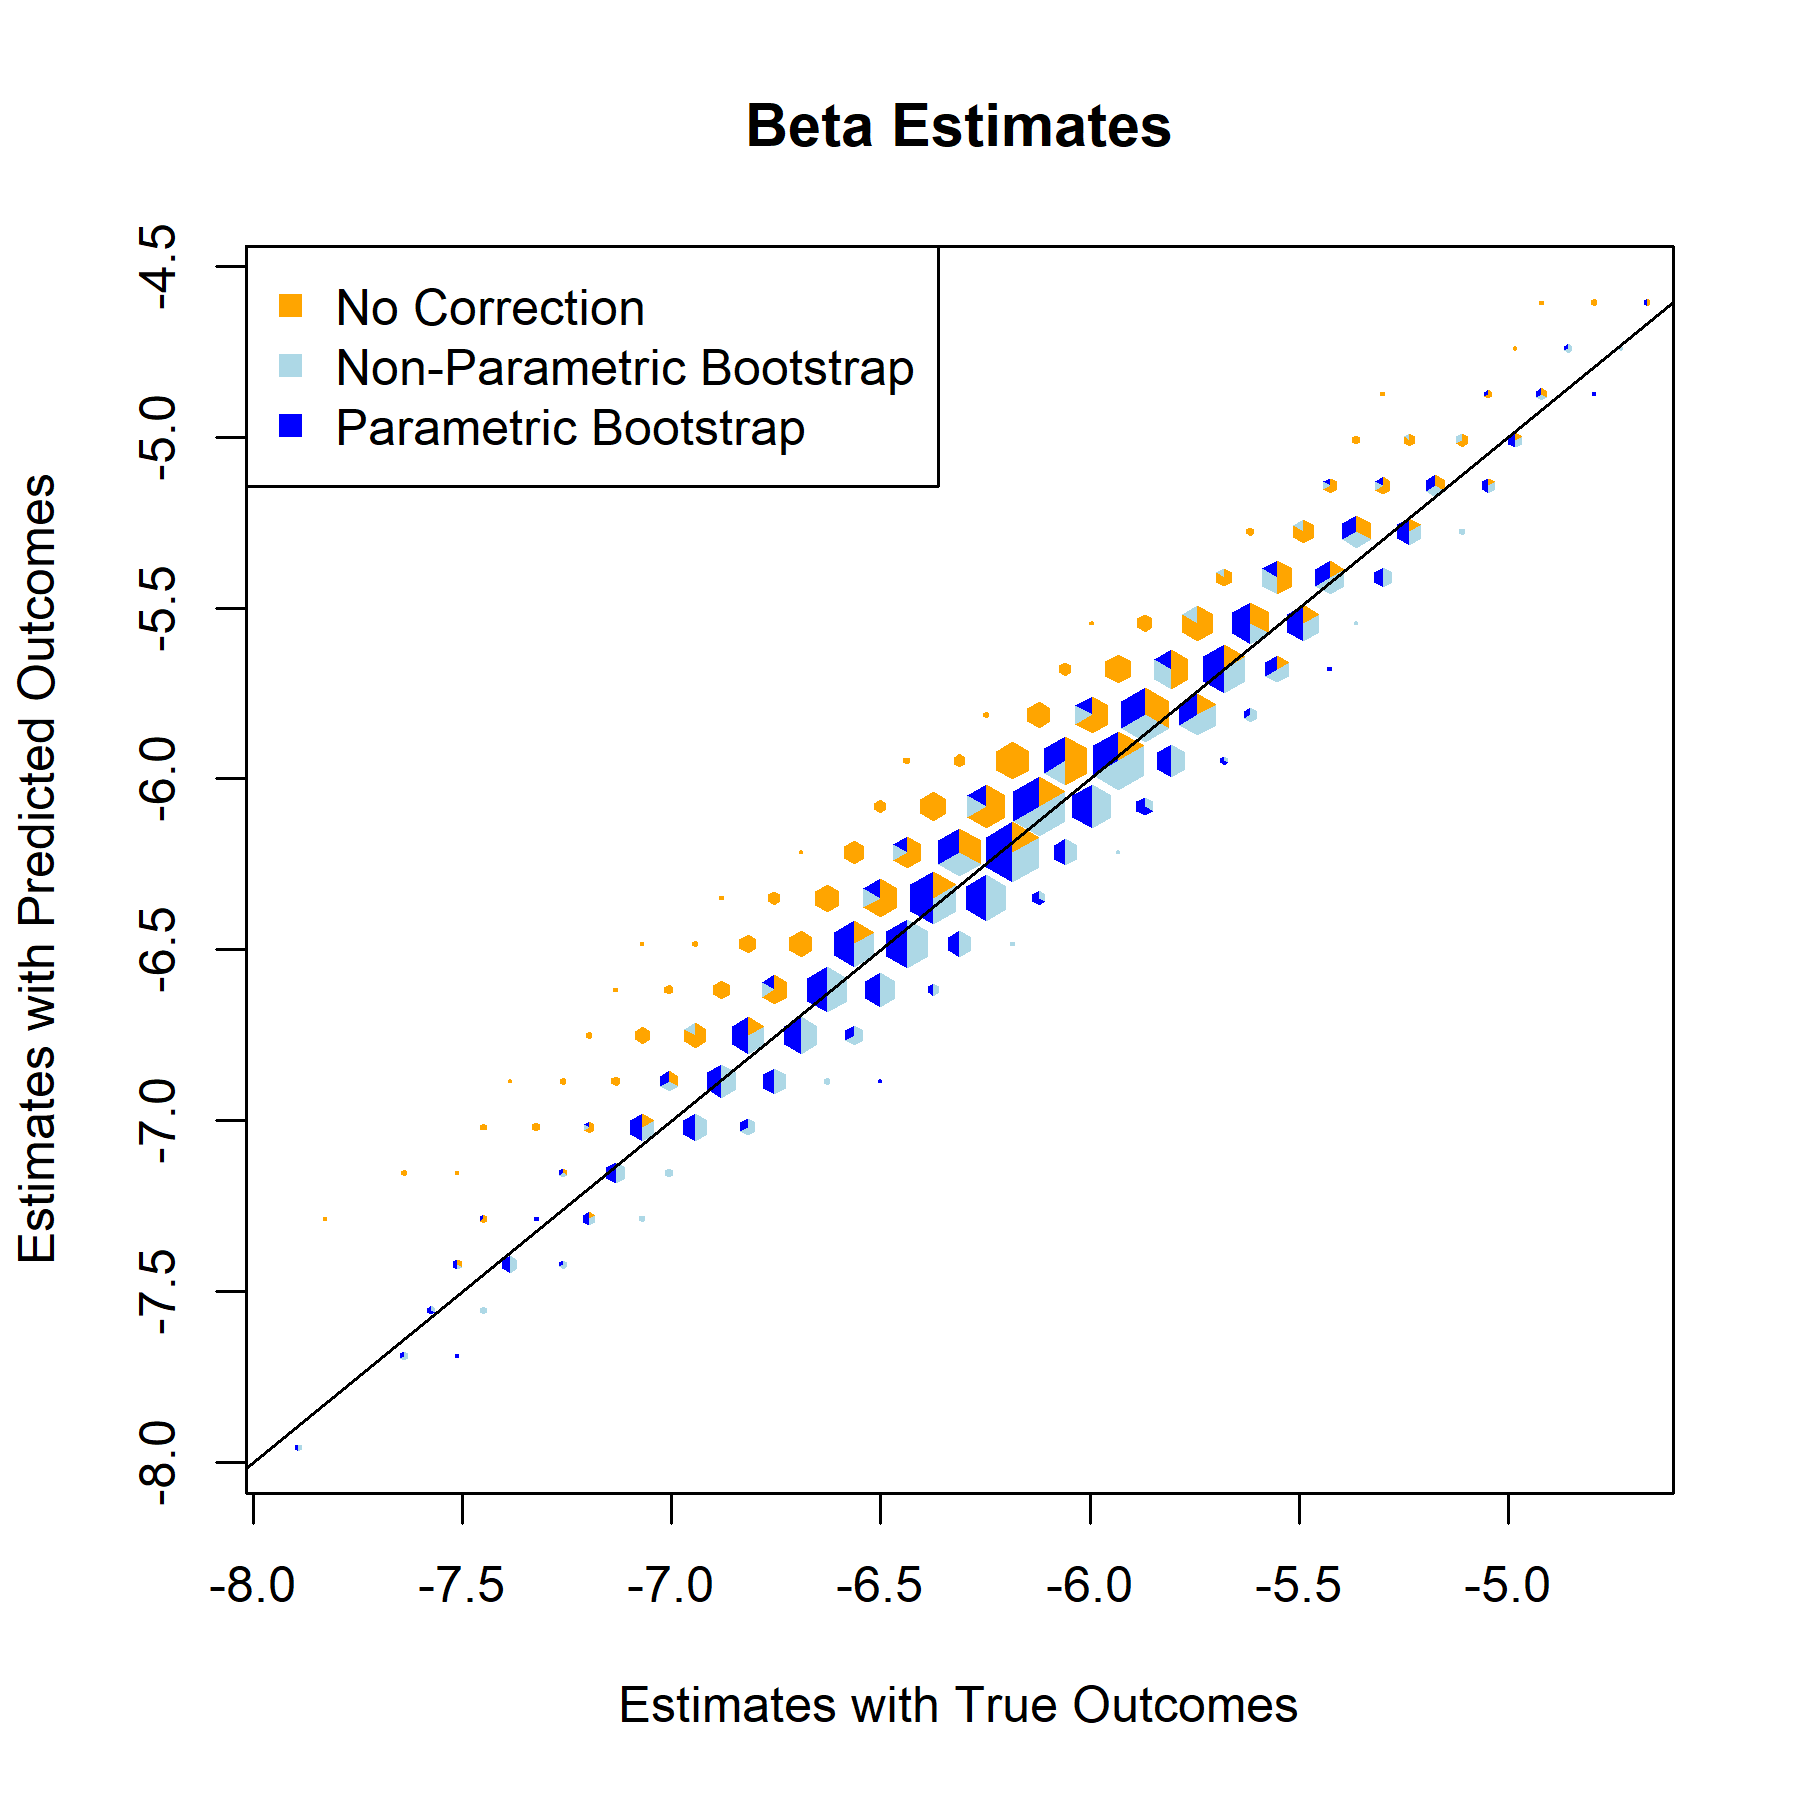 Beta Estimates
No Correction
Non-Parametric Bootstrap
Parametric Bootstrap
Estimates with Predicted Outcomes
-4.5
-5.0
-5.5
-6.0
-6.5
-7.0
-7.5
-8.0
-8.0 -7.5 -7.0 -6.5 -6.0 -5.5 -5.0
Estimates with True Outcomes